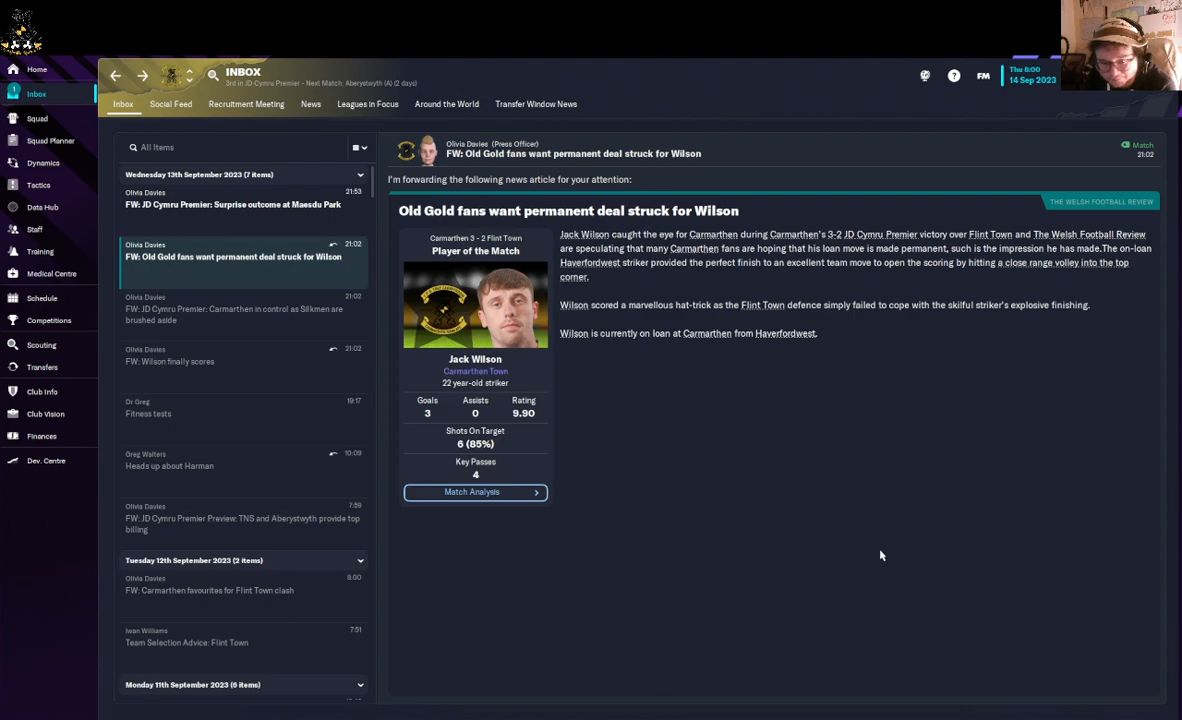 Home
1
Inbox
Squad
Squad Planner
Dynamics
Tactics
Data Hub
Staff
Training
Medical Centre
Schedule
Competitions
Scouting
Transfers
Club Info
Club Vision
Finances
Dev. Centre
INBOX
3rd in JD Cymru Premier - Next Match: Aberystwyth (A) (2 days)
FM
Thu 8:00
14 Sep 2023
Inbox Social Feed Recruitment Meeting News Leagues in Focus Around the World Transfer Window News
All Items
Wednesday 13th September 2023 (7 items)
Olivia Davies 21:53
FW: JD Cymru Premier: Surprise outcome at Maesdu Park
Olivia Davies 21:02
FW: Old Gold fans want permanent deal struck for Wilson
Olivia Davies 21:02
FW: JD Cymru Premier: Carmarthen in control as Silkmen are
brushed aside
Olivia Davies 21:02
FW: Wilson finally scores
Dr Greg 19:17
Fitness tests
Greg Walters 10:09
Heads up about Harman
Olivia Davies 7:59
FW: JD Cymru Premier Preview: TNS and Aberystwyth provide top
billing
Tuesday 12th September 2023 (2 items)
Olivia Davies 8:00
FW: Carmarthen favourites for Flint Town clash
Iwan Williams 7:51
Team Selection Advice: Flint Town
Monday 11th September 2023 (6 items)
Olivia Davies (Press Officer)
FW: Old Gold fans want permanent deal struck for Wilson
Match
21:02
I'm forwarding the following news article for your attention:
THE WELSH FOOTBALL REVIEW
Old Gold fans want permanent deal struck for Wilson
Carmarthen 3 - 2 Flint Town
Player of the Match
Jack Wilson
Carmarthen Town
22 year-old striker
Goals Assists Rating
3 0 9.90
Shots On Target
6 (85%)
Key Passes
4
Match Analysis
Jack Wilson caught the eye for Carmarthen during Carmarthen's 3-2 JD Cymru Premier victory over Flint Town and The Welsh Football Review
are speculating that many Carmarthen fans are hoping that his loan move is made permanent, such is the impression he has made.The on-loan
Haverfordwest striker provided the perfect finish to an excellent team move to open the scoring by hitting a close range volley into the top
corner.
Wilson scored a marvellous hat-trick as the Flint Town defence simply failed to cope with the skilful striker's explosive finishing.
Wilson is currently on loan at Carmarthen from Haverfordwest.